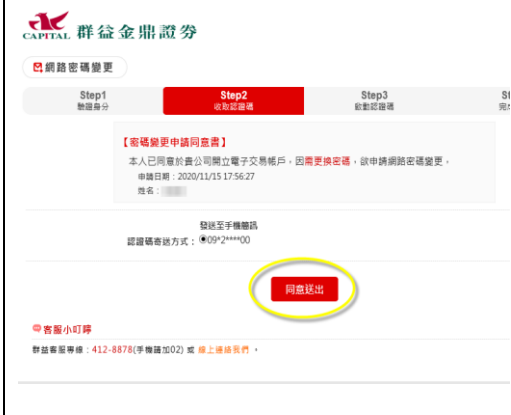 CAPITAL 群益金鼎證券
網路密碼變更
Step1
驗證身分
Step2
收取認證碼
Step3
啟動認證碼
St
完
【密碼變更申請同意書】
本人已同意於貴公司開立電子交易帳戶，因需更換密碼，欲申請網路密碼變更。
申請日期：2020/11/15 17:56:27
姓名：
發送至手機簡訊
認證碼寄送方式：09*2****00
同意送出
客服小叮嚀
群益客服專線：412-8878(手機請加02) 或 線上連絡我們 。